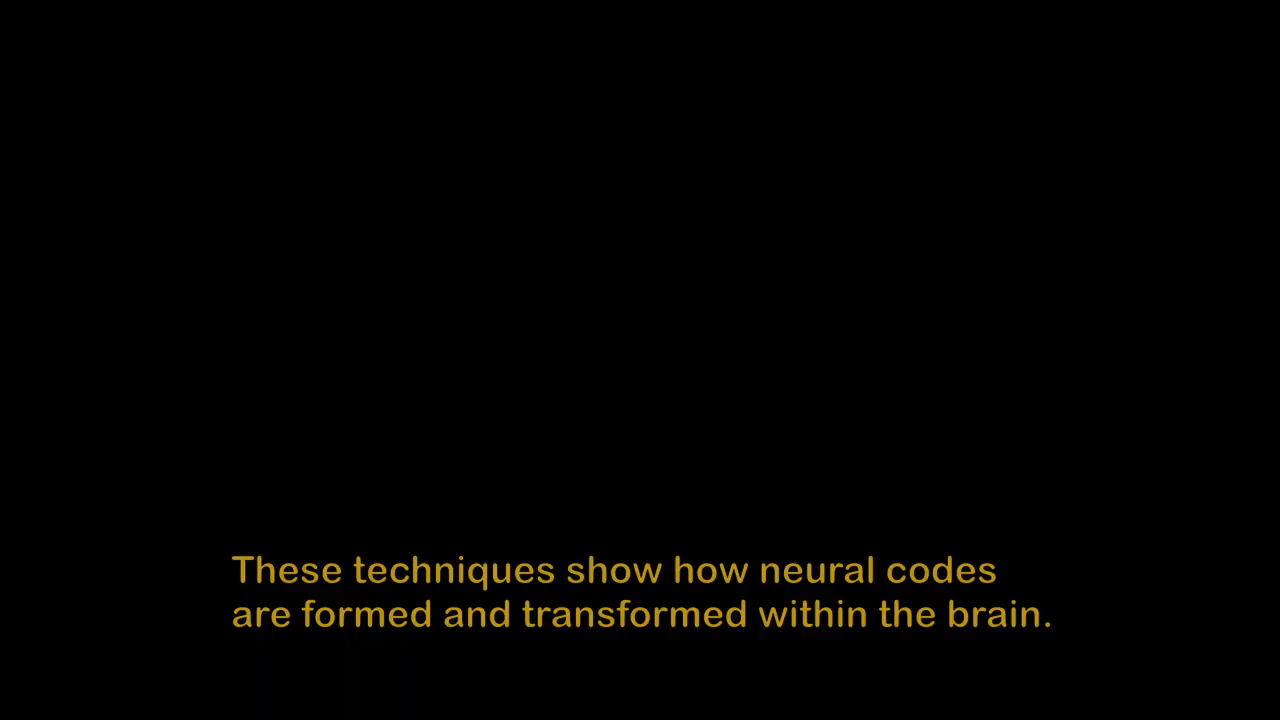 These techniques show how neural codes
are formed and transformed within the brain.